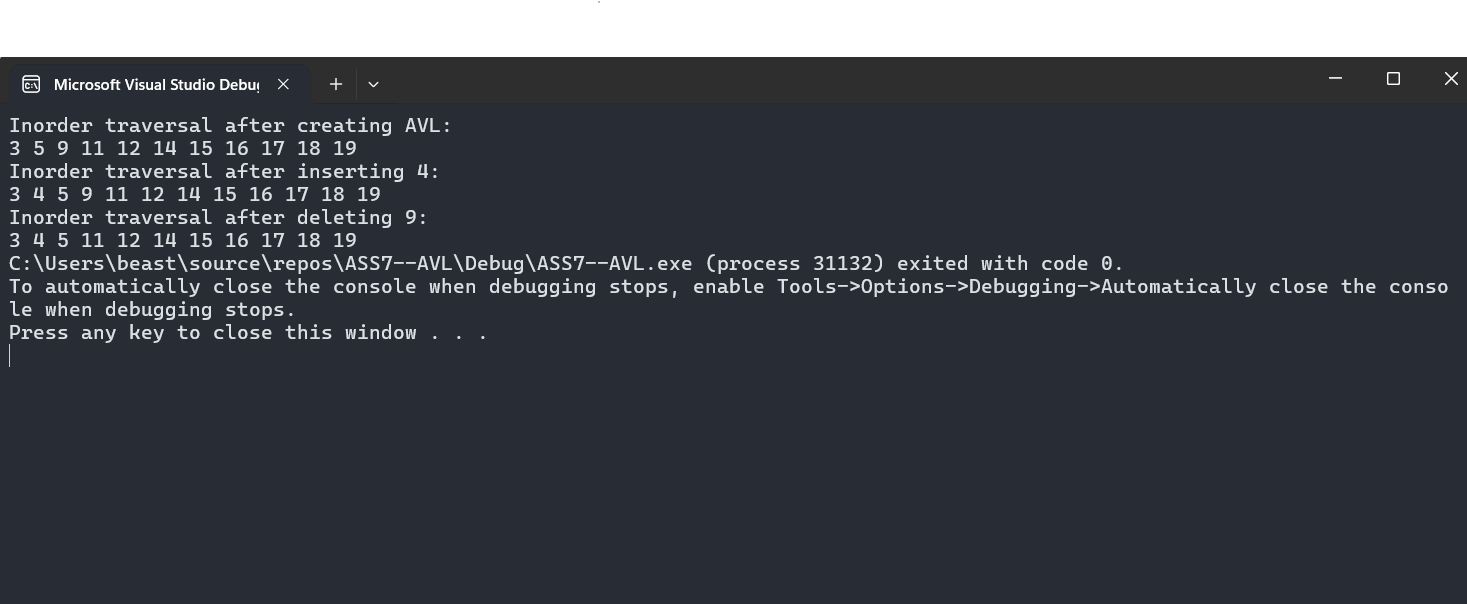 Microsoft Visual Studio Debug
Inorder traversal after creating AVL:
3 5 9 11 12 14 15 16 17 18 19
Inorder traversal after inserting 4:
3 4 5 9 11 12 14 15 16 17 18 19
Inorder traversal after deleting 9:
3 4 5 11 12 14 15 16 17 18 19
C:\Users\beast\source\repos\ASS7--AVL\Debug\ASS7--AVL.exe (process 31132) exited with code 0.
To automatically close the console when debugging stops, enable Tools->Options->Debugging->Automatically close the conso
le when debugging stops.
Press any key to close this window . . .